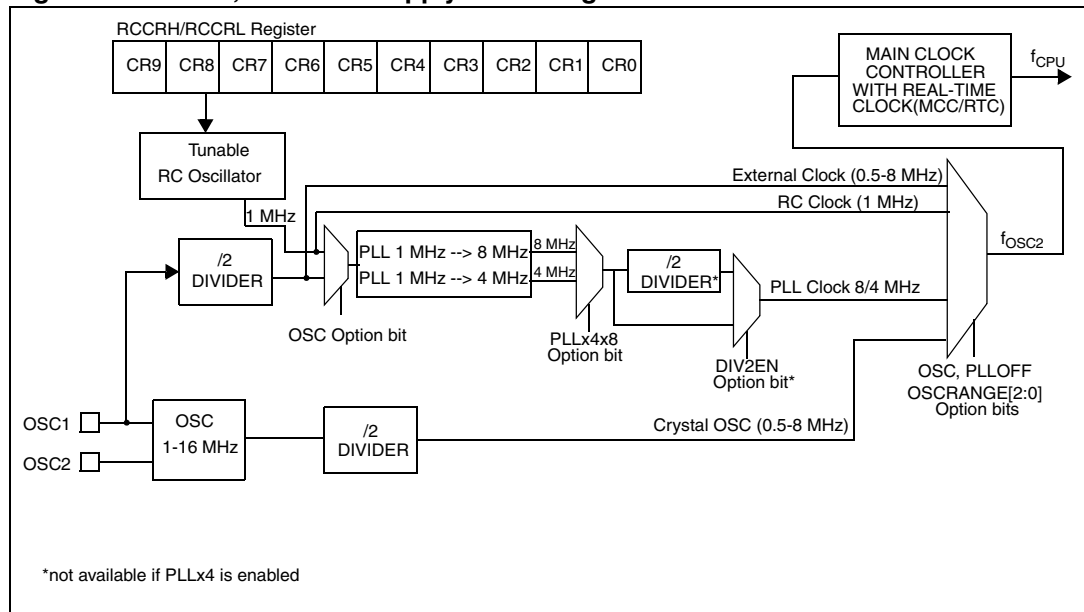 RCCRH/RCCRL Register
CR9 CR8 CR7 CR6 CR5 CR4 CR3 CR2 CR1 CR0
MAIN CLOCK
CONTROLLER
WITH REAL-TIME
CLOCK(MCC/RTC)
fCPU
Tunable
RC Oscillator
1 MHz
External Clock (0.5-8 MHz)
RC Clock (1 MHz)
/2
DIVIDER
PLL 1 MHz --> 8 MHz
PLL 1 MHz --> 4 MHz
8 MHz
4 MHz
/2
DIVIDER*
fOSC2
PLL Clock 8/4 MHz
OSC Option bit
PLLx4x8
Option bit
DIV2EN
Option bit*
OSC, PLLOFF
OSCRANGE[2:0]
Option bits
OSC1
OSC2
OSC
1-16 MHz
/2
DIVIDER
Crystal OSC (0.5-8 MHz)
*not available if PLLx4 is enabled